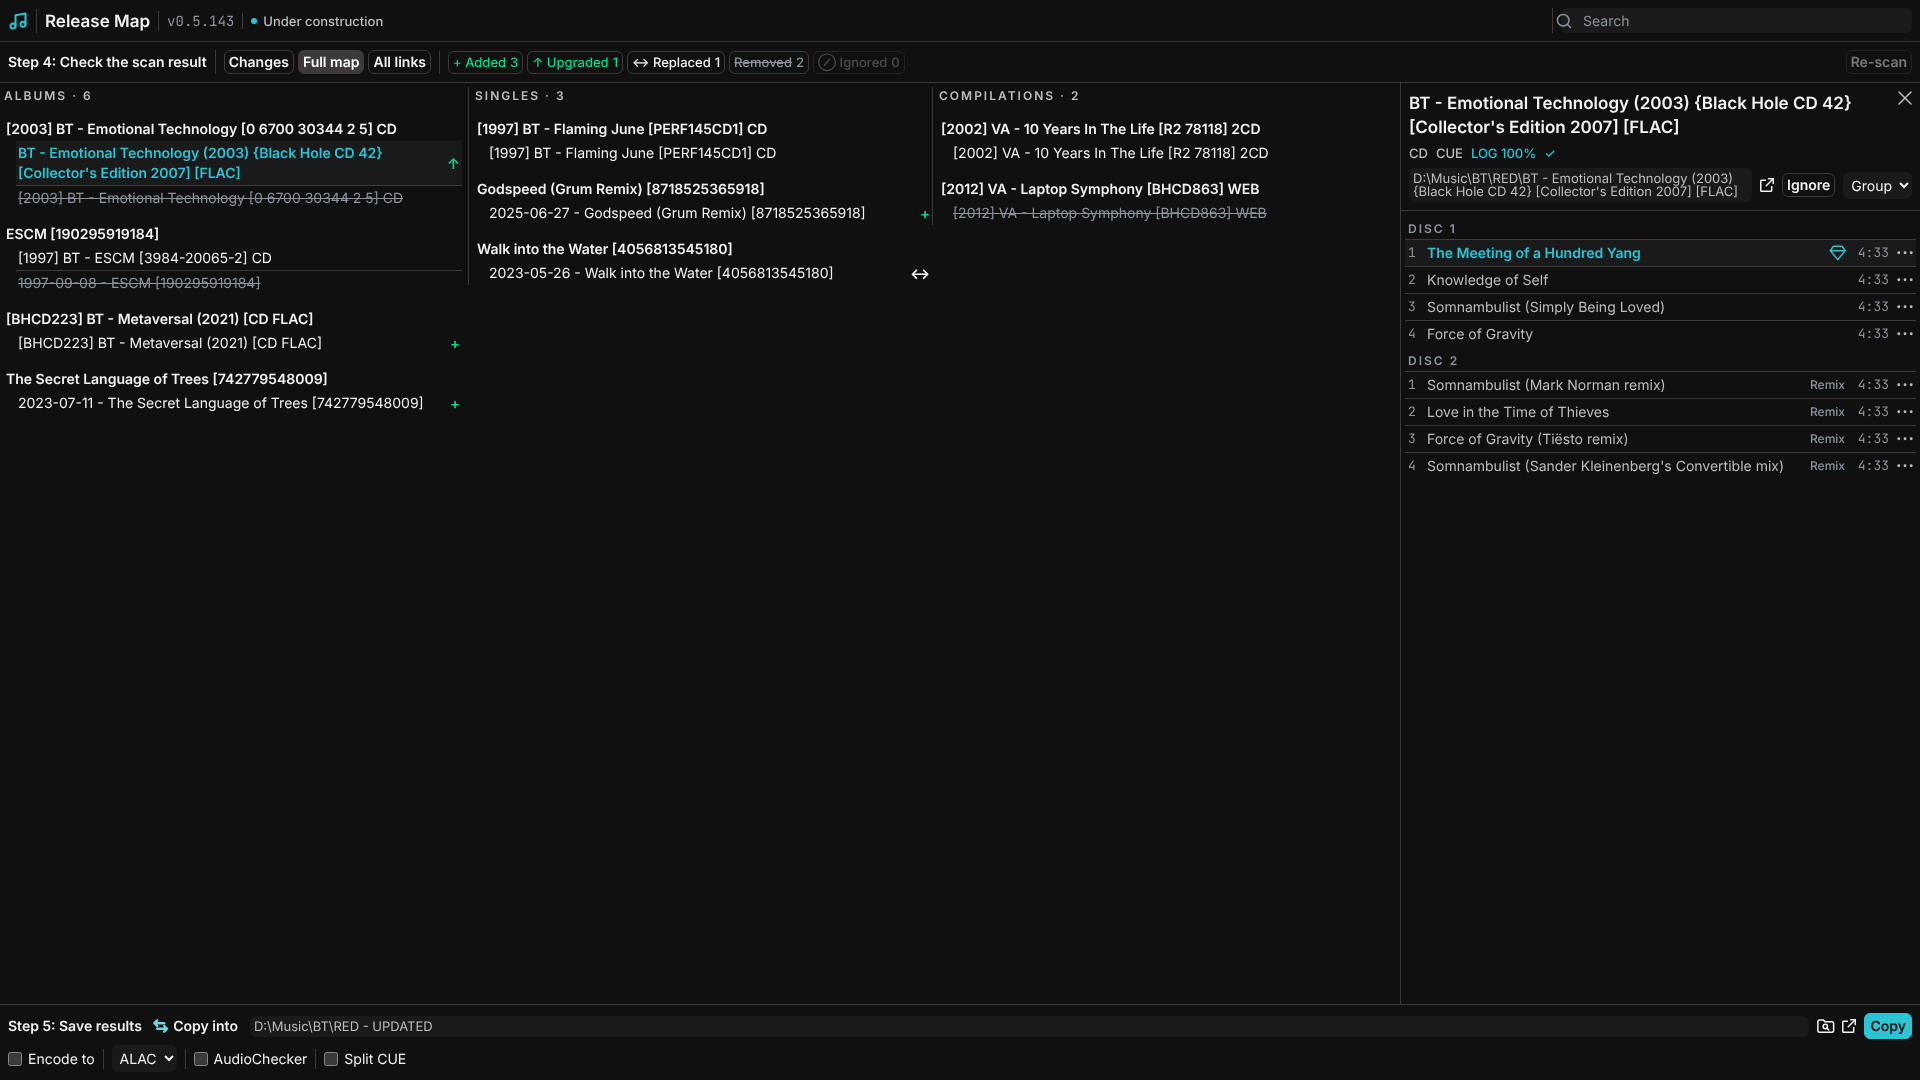 Release Map v0.5.143 Under construction Search
Step 4: Check the scan result Changes Full map All links + Added 3 ↑ Upgraded 1 ↔ Replaced 1 Removed 2 Ignored 0 Re-scan
ALBUMS · 6
[2003] BT - Emotional Technology [0 6700 30344 2 5] CD
BT - Emotional Technology (2003) {Black Hole CD 42}
[Collector's Edition 2007] [FLAC] ↑
[2003] BT - Emotional Technology [0 6700 30344 2 5] CD
ESCM [190295919184]
[1997] BT - ESCM [3984-20065-2] CD
1997-09-08 - ESCM [190295919184]
[BHCD223] BT - Metaversal (2021) [CD FLAC]
[BHCD223] BT - Metaversal (2021) [CD FLAC] +
The Secret Language of Trees [742779548009]
2023-07-11 - The Secret Language of Trees [742779548009] +
SINGLES · 3
[1997] BT - Flaming June [PERF145CD1] CD
[1997] BT - Flaming June [PERF145CD1] CD
Godspeed (Grum Remix) [8718525365918]
2025-06-27 - Godspeed (Grum Remix) [8718525365918] +
Walk into the Water [4056813545180]
2023-05-26 - Walk into the Water [4056813545180] ↔
COMPILATIONS · 2
[2002] VA - 10 Years In The Life [R2 78118] 2CD
[2002] VA - 10 Years In The Life [R2 78118] 2CD
[2012] VA - Laptop Symphony [BHCD863] WEB
[2012] VA - Laptop Symphony [BHCD863] WEB
BT - Emotional Technology (2003) {Black Hole CD 42}
[Collector's Edition 2007] [FLAC]
CD CUE LOG 100% ✓
D:\Music\BT\RED\BT - Emotional Technology (2003)
{Black Hole CD 42} [Collector's Edition 2007] [FLAC]
Ignore Group
DISC 1
1 The Meeting of a Hundred Yang 4:33 ···
2 Knowledge of Self 4:33 ···
3 Somnambulist (Simply Being Loved) 4:33 ···
4 Force of Gravity 4:33 ···
DISC 2
1 Somnambulist (Mark Norman remix) Remix 4:33 ···
2 Love in the Time of Thieves Remix 4:33 ···
3 Force of Gravity (Tiësto remix) Remix 4:33 ···
4 Somnambulist (Sander Kleinenberg's Convertible mix) Remix 4:33 ···
Step 5: Save results Copy into D:\Music\BT\RED - UPDATED Copy
Encode to ALAC AudioChecker Split CUE